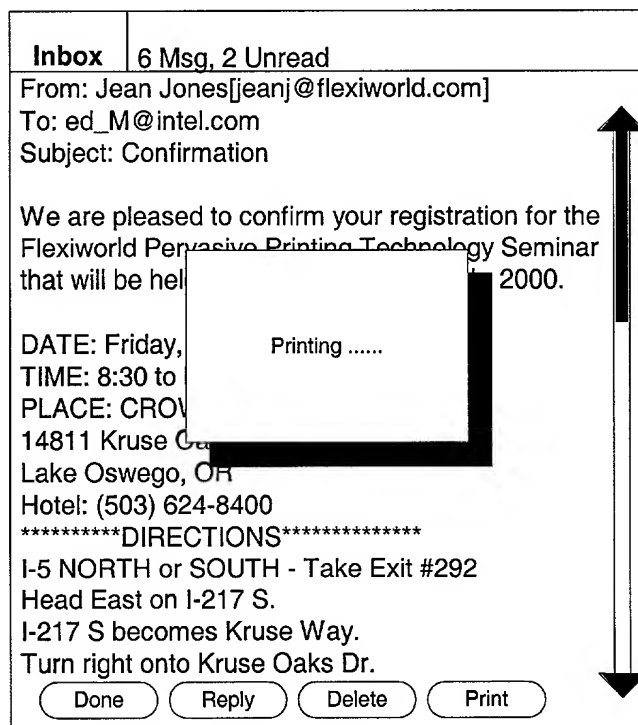 Inbox 6 Msg, 2 Unread
From: Jean Jones[jeanj@flexiworld.com]
To: ed_M@intel.com
Subject: Confirmation
We are pleased to confirm your registration for the
Flexiworld Pervasive Printing Technology Seminar
that will be 2000.
DATE: Friday,
Printing ......
TIME: 8:30 to
PLACE:
14811 Kruse
Lake Oswego, OR
Hotel: (503) 624-8400
**********DIRECTIONS**************
I-5 NORTH or SOUTH - Take Exit #292
Head East on I-217 S.
I-217 S becomes Kruse Way.
Turn right onto Kruse Oaks Dr.
Done Reply Delete Print